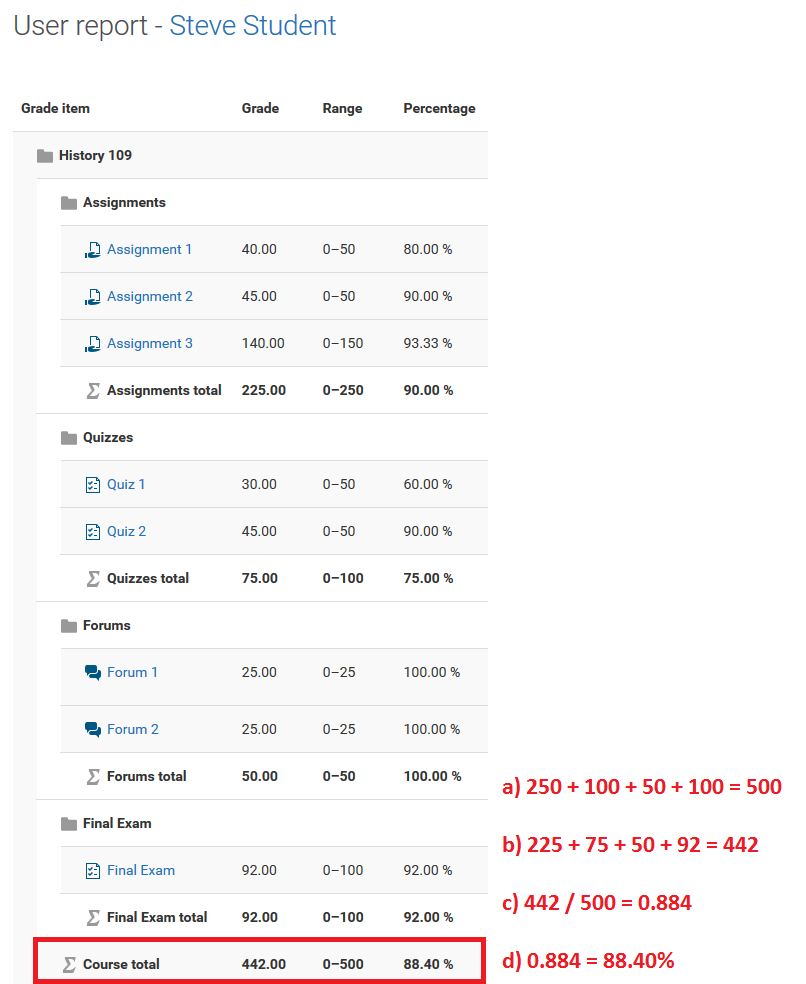 User report - Steve Student
Grade item Grade Range Percentage
History 109
Assignments
Assignment 1 40.00 0–50 80.00 %
Assignment 2 45.00 0–50 90.00 %
Assignment 3 140.00 0–150 93.33 %
Σ Assignments total 225.00 0–250 90.00 %
Quizzes
Quiz 1 30.00 0–50 60.00 %
Quiz 2 45.00 0–50 90.00 %
Σ Quizzes total 75.00 0–100 75.00 %
Forums
Forum 1 25.00 0–25 100.00 %
Forum 2 25.00 0–25 100.00 %
Σ Forums total 50.00 0–50 100.00 %
a) 250 + 100 + 50 + 100 = 500
Final Exam
b) 225 + 75 + 50 + 92 = 442
Final Exam 92.00 0–100 92.00 %
c) 442 / 500 = 0.884
Σ Final Exam total 92.00 0–100 92.00 %
Σ Course total 442.00 0–500 88.40 %
d) 0.884 = 88.40%